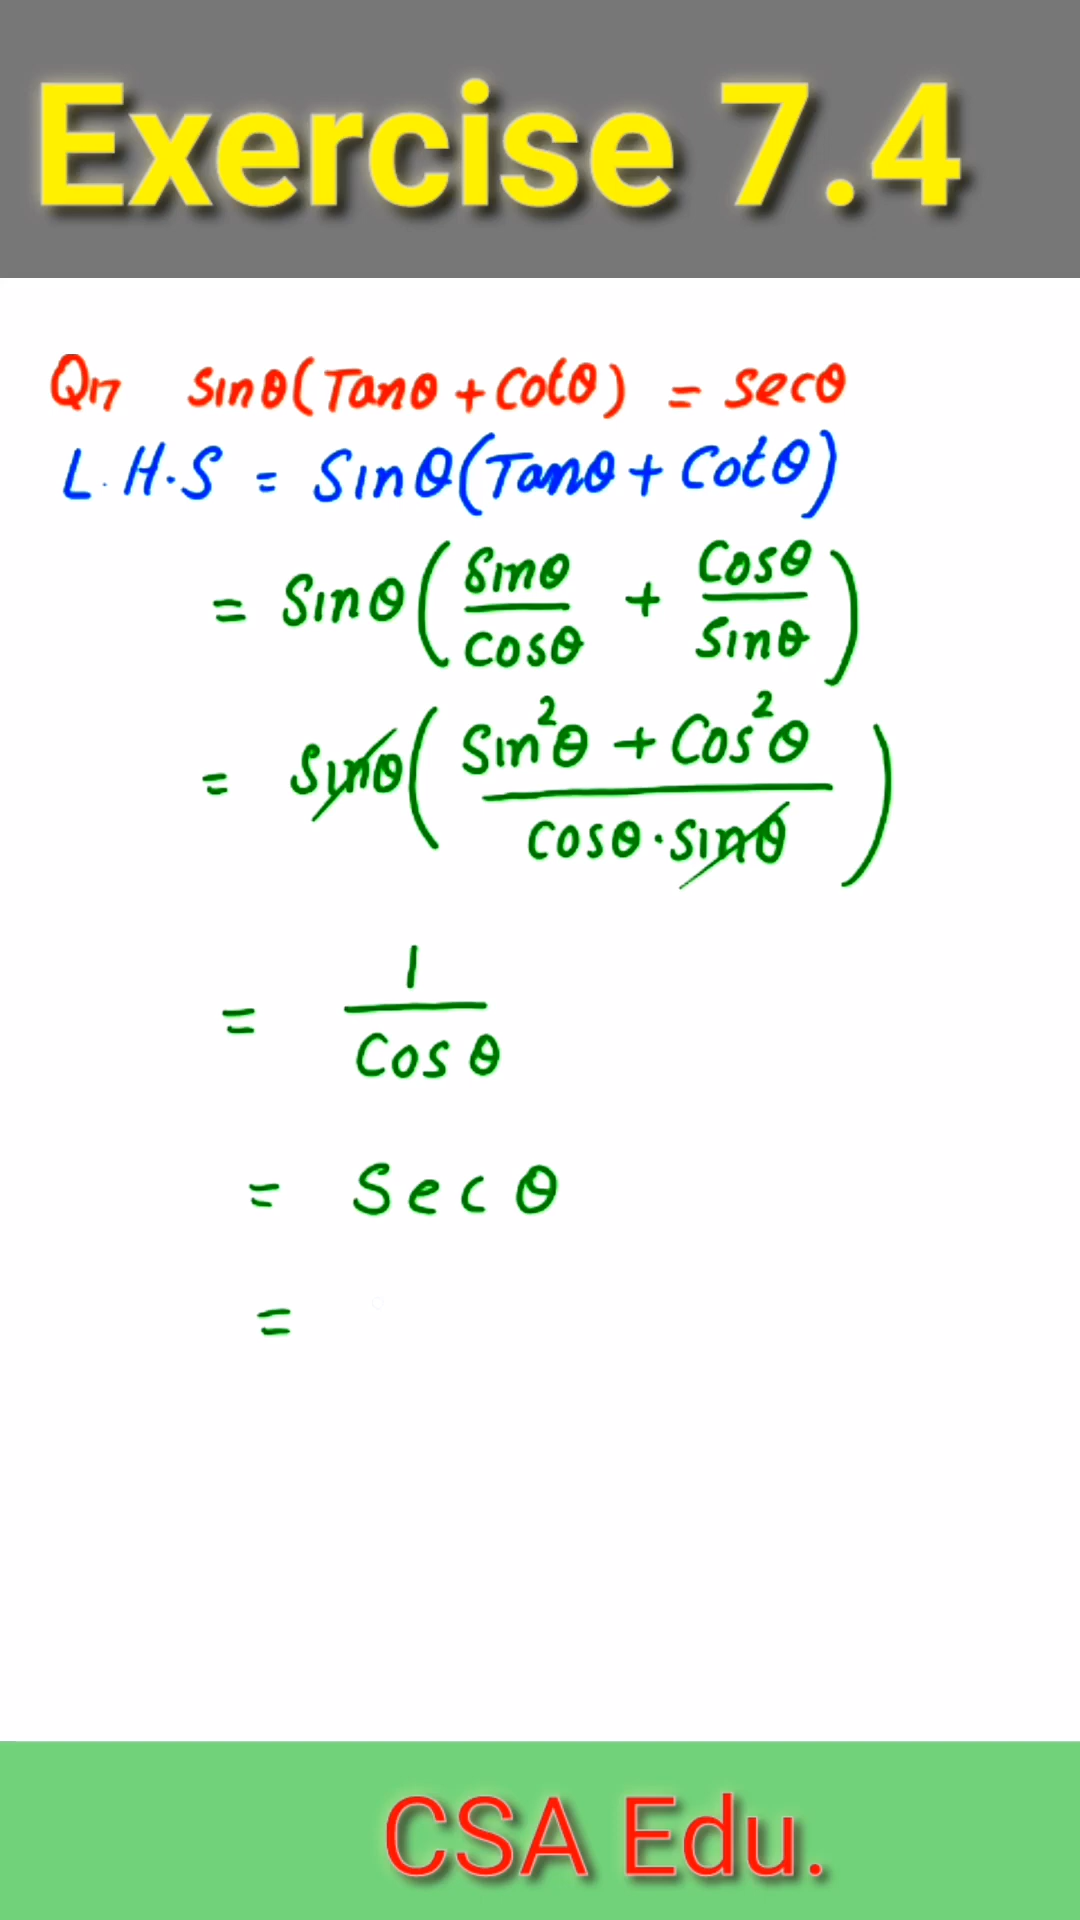 Exercise 7.4
Q17 Sinθ(Tanθ + Cotθ) = Secθ
L.H.S = Sinθ(Tanθ + Cotθ)
= Sinθ(Sinθ/Cosθ + Cosθ/Sinθ)
= Sinθ(Sin²θ + Cos²θ/Cosθ·Sinθ)
= 1/Cosθ
= Secθ
=
CSA Edu.